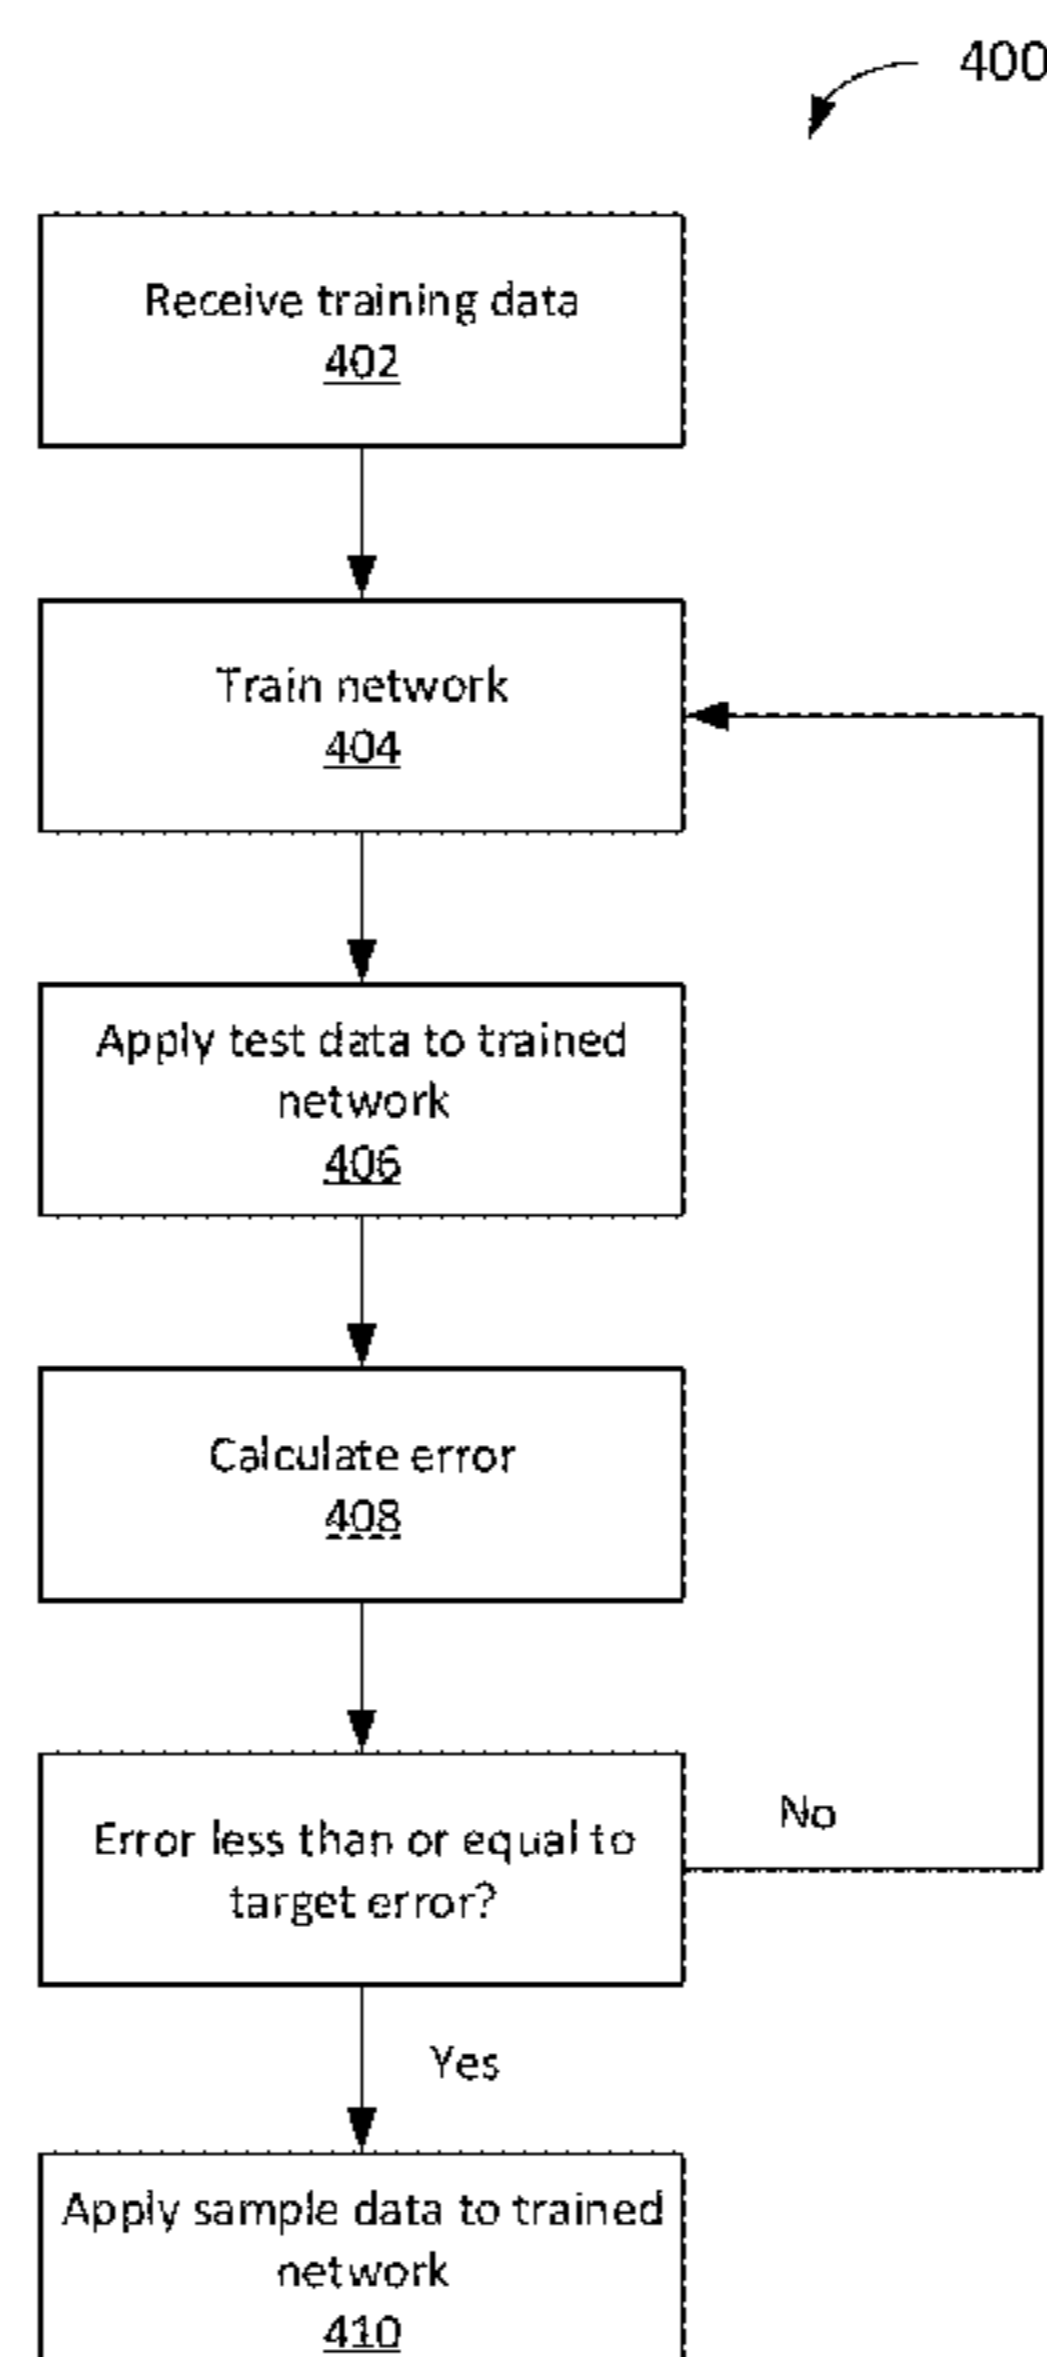 400
Receive training data
402
Train network
404
Apply test data to trained
network
406
Calculate error
408
Error less than or equal to
target error?
No
Yes
Apply sample data to trained
network
410